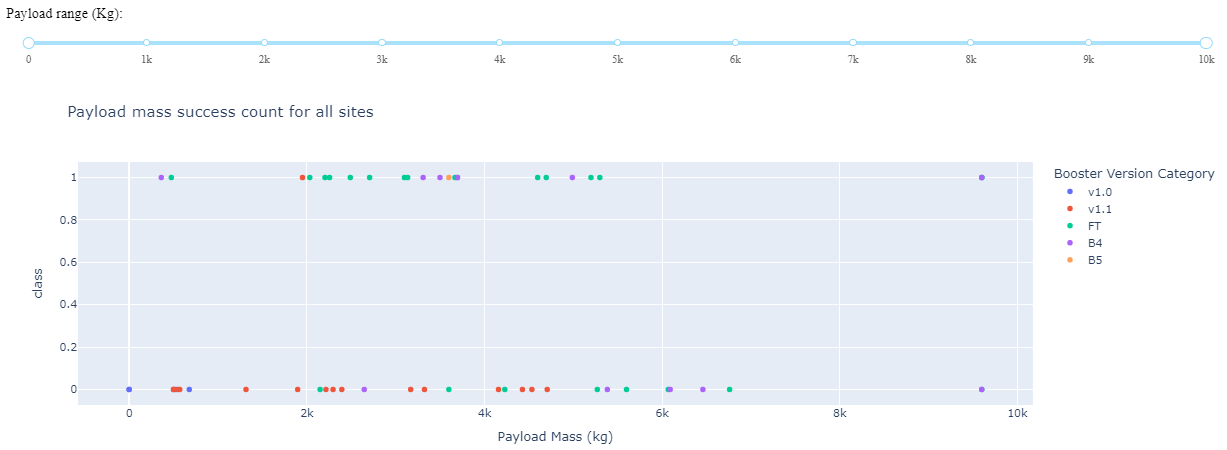 Payload range (Kg):
0 1k 2k 3k 4k 5k 6k 7k 8k 9k 10k
Payload mass success count for all sites
Booster Version Category
v1.0
v1.1
FT
B4
B5
1
0.8
0.6
0.4
0.2
0
class
0 2k 4k 6k 8k 10k
Payload Mass (kg)